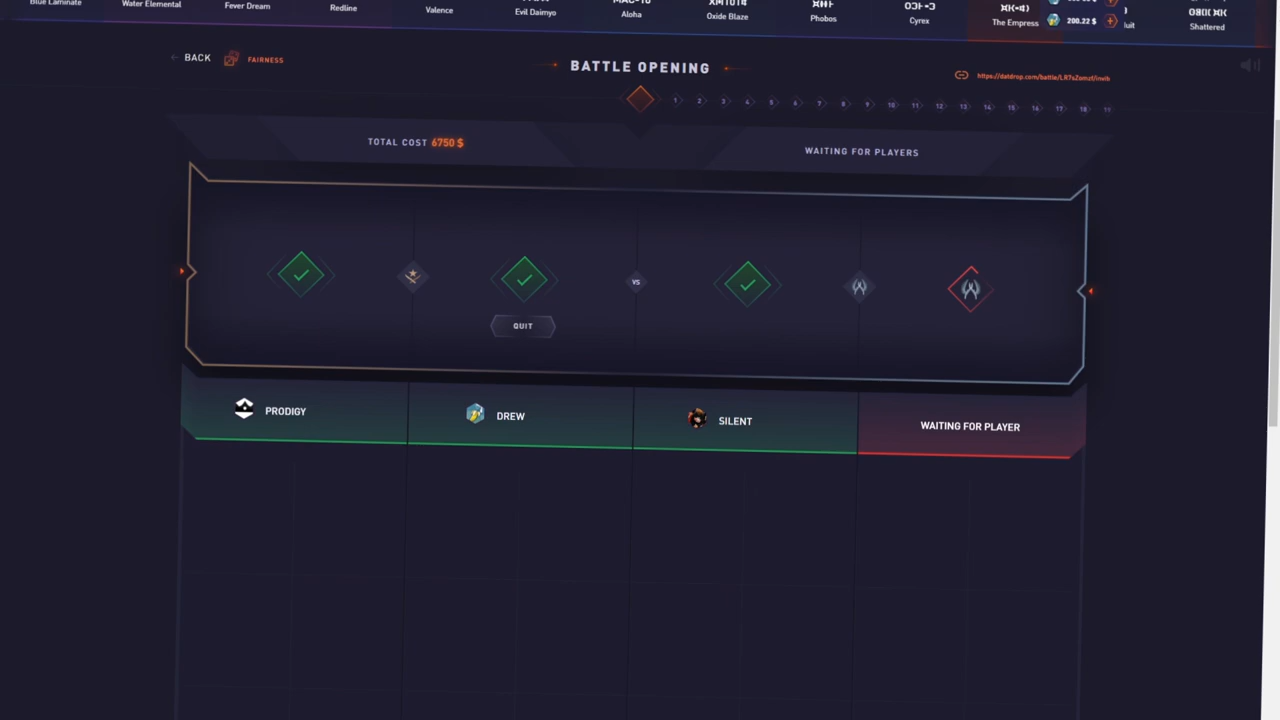 Blue Laminate
Water Elemental
Fever Dream
Redline
Valence
Evil Daimyo
Aloha
Oxide Blaze
Phobos
Cyrex
The Empress
200.22 $
Shattered
← BACK
FAIRNESS
BATTLE OPENING
1 2 3 4 5 6 7 8 9 10 11 12 13 14 15 16 17 18
TOTAL COST 6750 $
WAITING FOR PLAYERS
VS
QUIT
PRODIGY
DREW
SILENT
WAITING FOR PLAYER